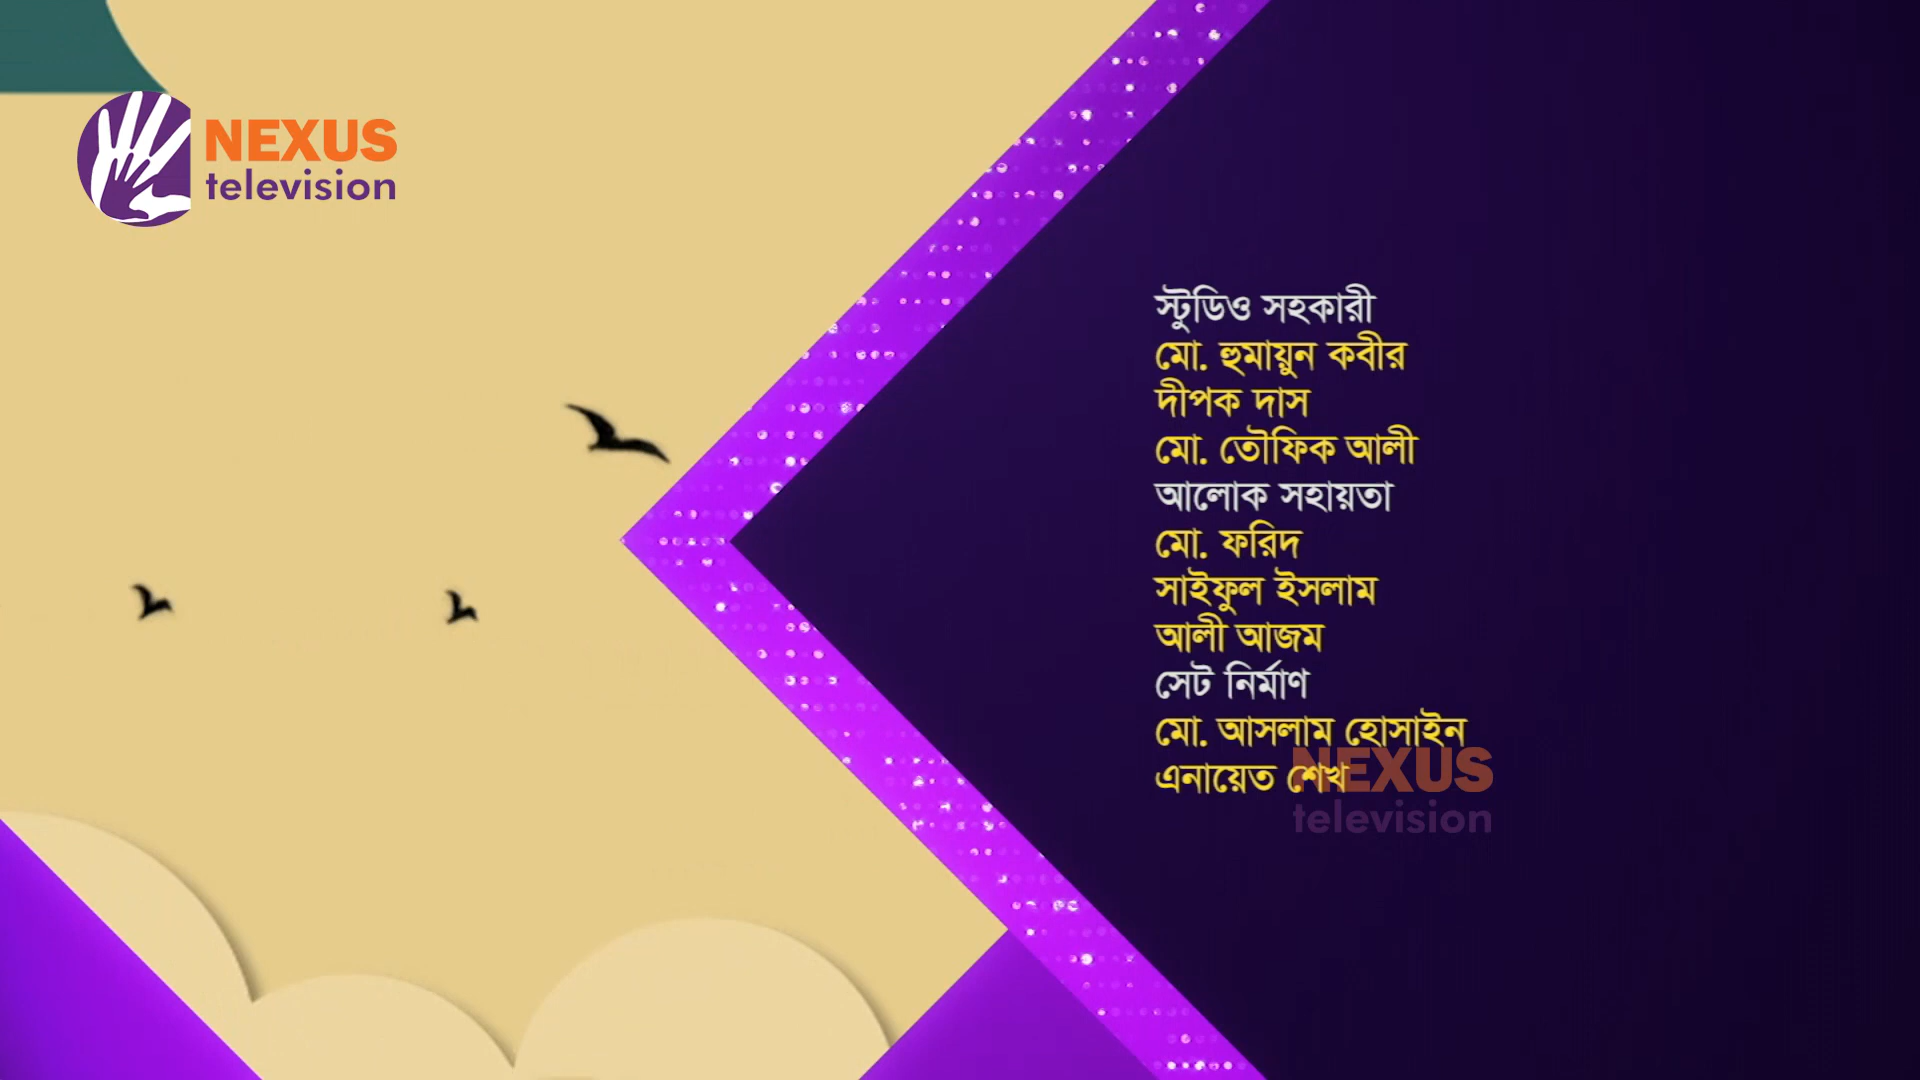 NEXUS
television
স্টুডিও সহকারী
মো. হুমায়ুন কবীর
দীপক দাস
মো. তৌফিক আলী
আলোক সহায়তা
মো. ফরিদ
সাইফুল ইসলাম
আলী আজম
সেট নির্মাণ
মো. আসলাম হোসাইন
এনায়েত শেখ
NEXUS
television